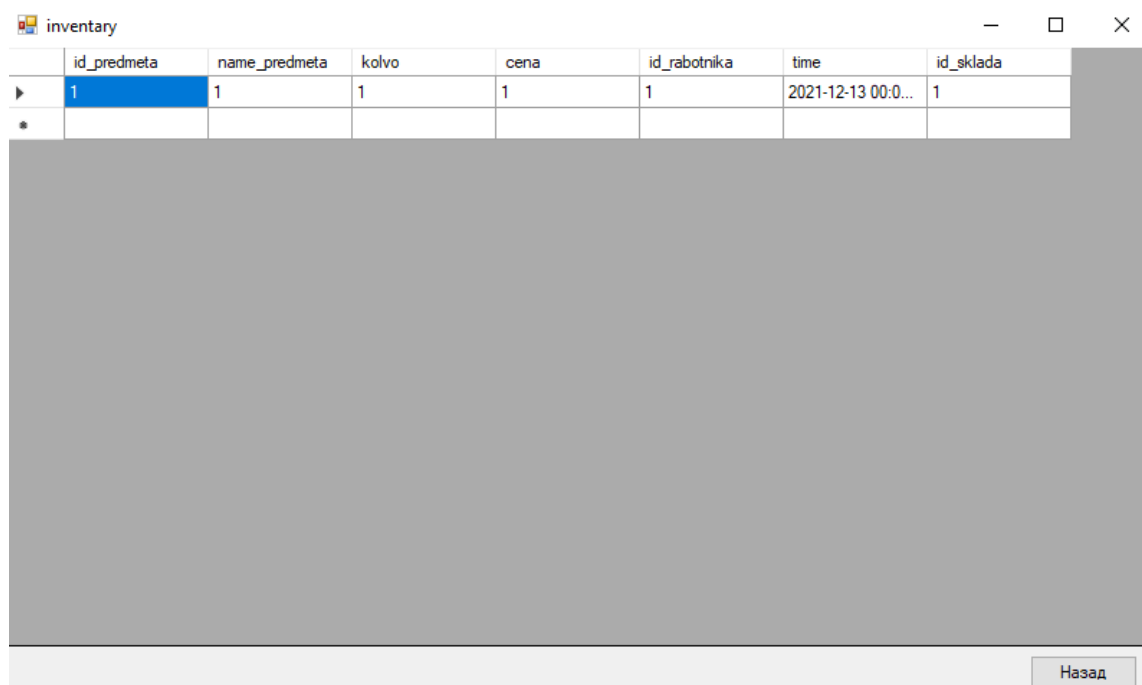 inventary
id_predmeta name_predmeta kolvo cena id_rabotnika time id_sklada
1 1 1 1 1 2021-12-13 00:0... 1
Назад